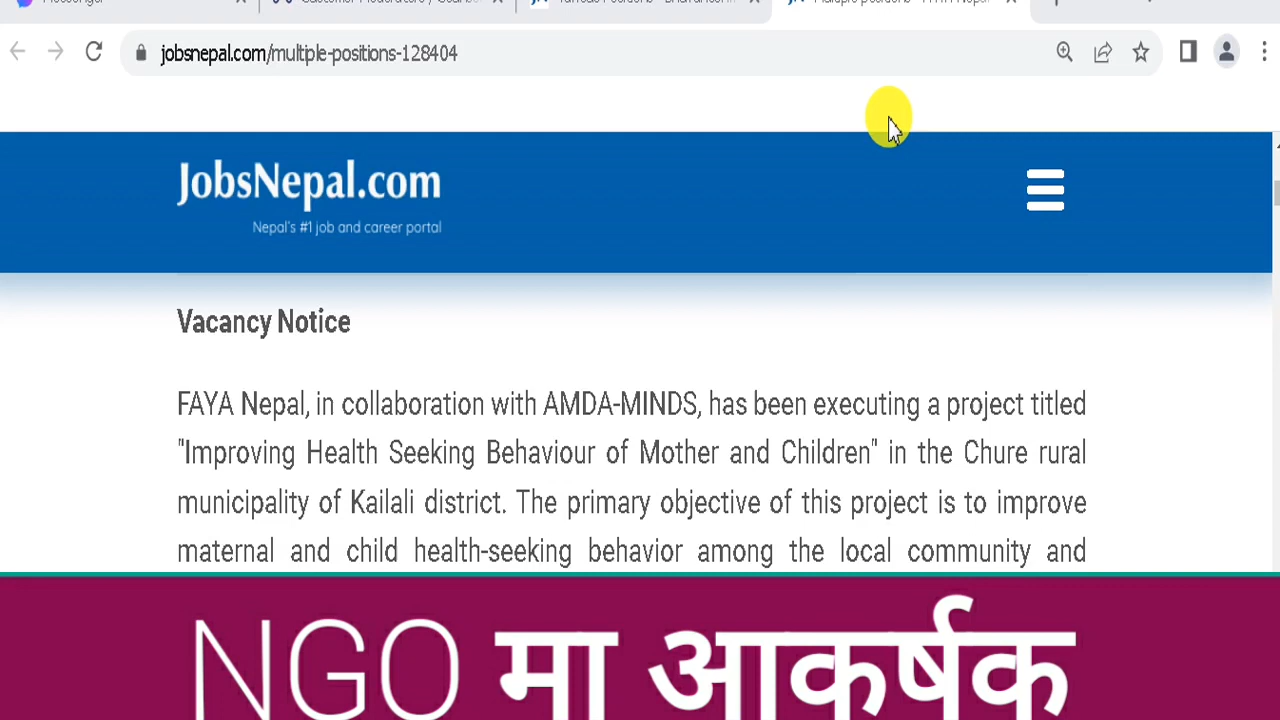 jobsnepal.com/multiple-positions-128404
JobsNepal.com
Nepal's #1 job and career portal
Vacancy Notice
FAYA Nepal, in collaboration with AMDA-MINDS, has been executing a project titled
"Improving Health Seeking Behaviour of Mother and Children" in the Chure rural
municipality of Kailali district. The primary objective of this project is to improve
maternal and child health-seeking behavior among the local community and
NGO मा आकर्षक